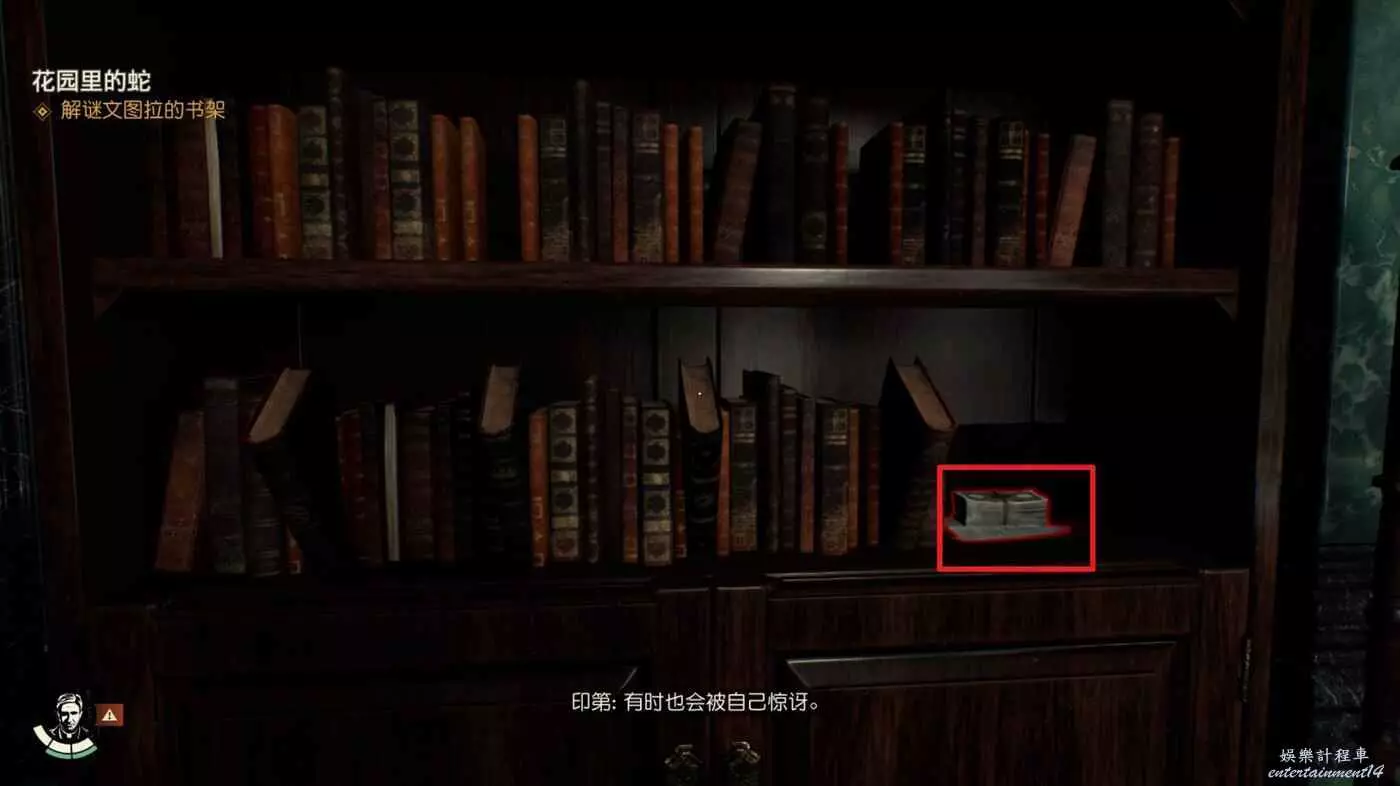 花园里的蛇
解谜文图拉的书架
印第: 有时也会被自己惊讶。
娛樂計程車
entertainment14